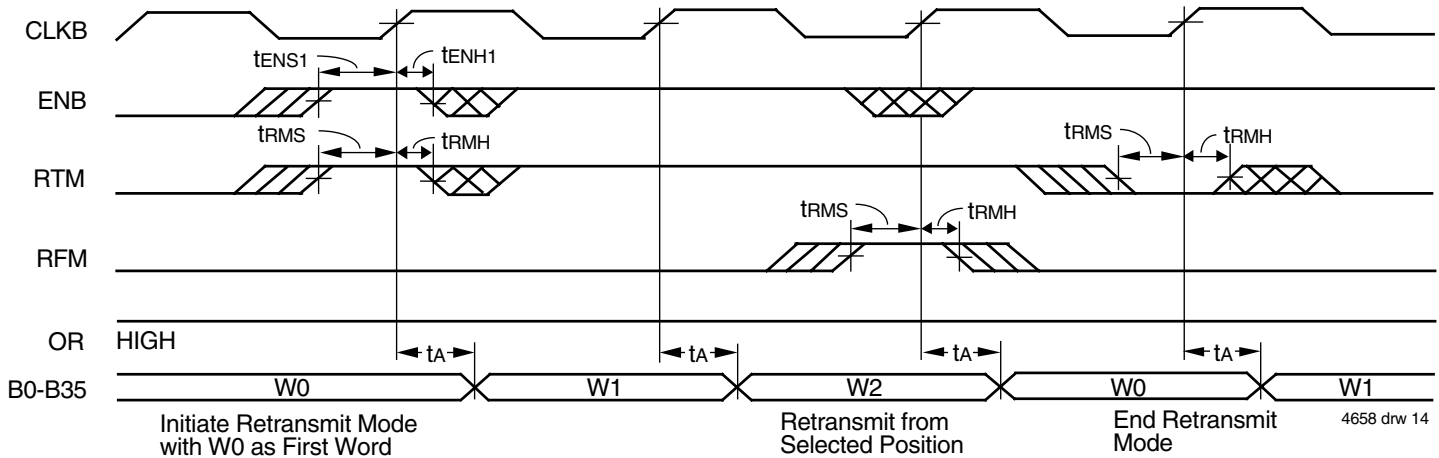 CLKB
tENS1 tENH1
ENB
tRMS tRMH tRMS tRMH
RTM
tRMS tRMH
RFM
OR HIGH
tA tA tA tA
B0-B35 W0 W1 W2 W0 W1
Initiate Retransmit Mode
with W0 as First Word
Retransmit from
Selected Position
End Retransmit
Mode
4658 drw 14